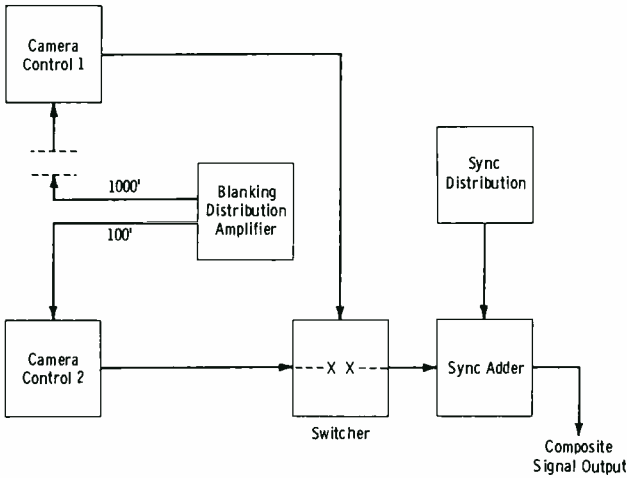 Camera
Control 1
1000'
100'
Blanking
Distribution
Amplifier
Sync
Distribution
Camera
Control 2
X X
Switcher
Sync Adder
Composite
Signal Output